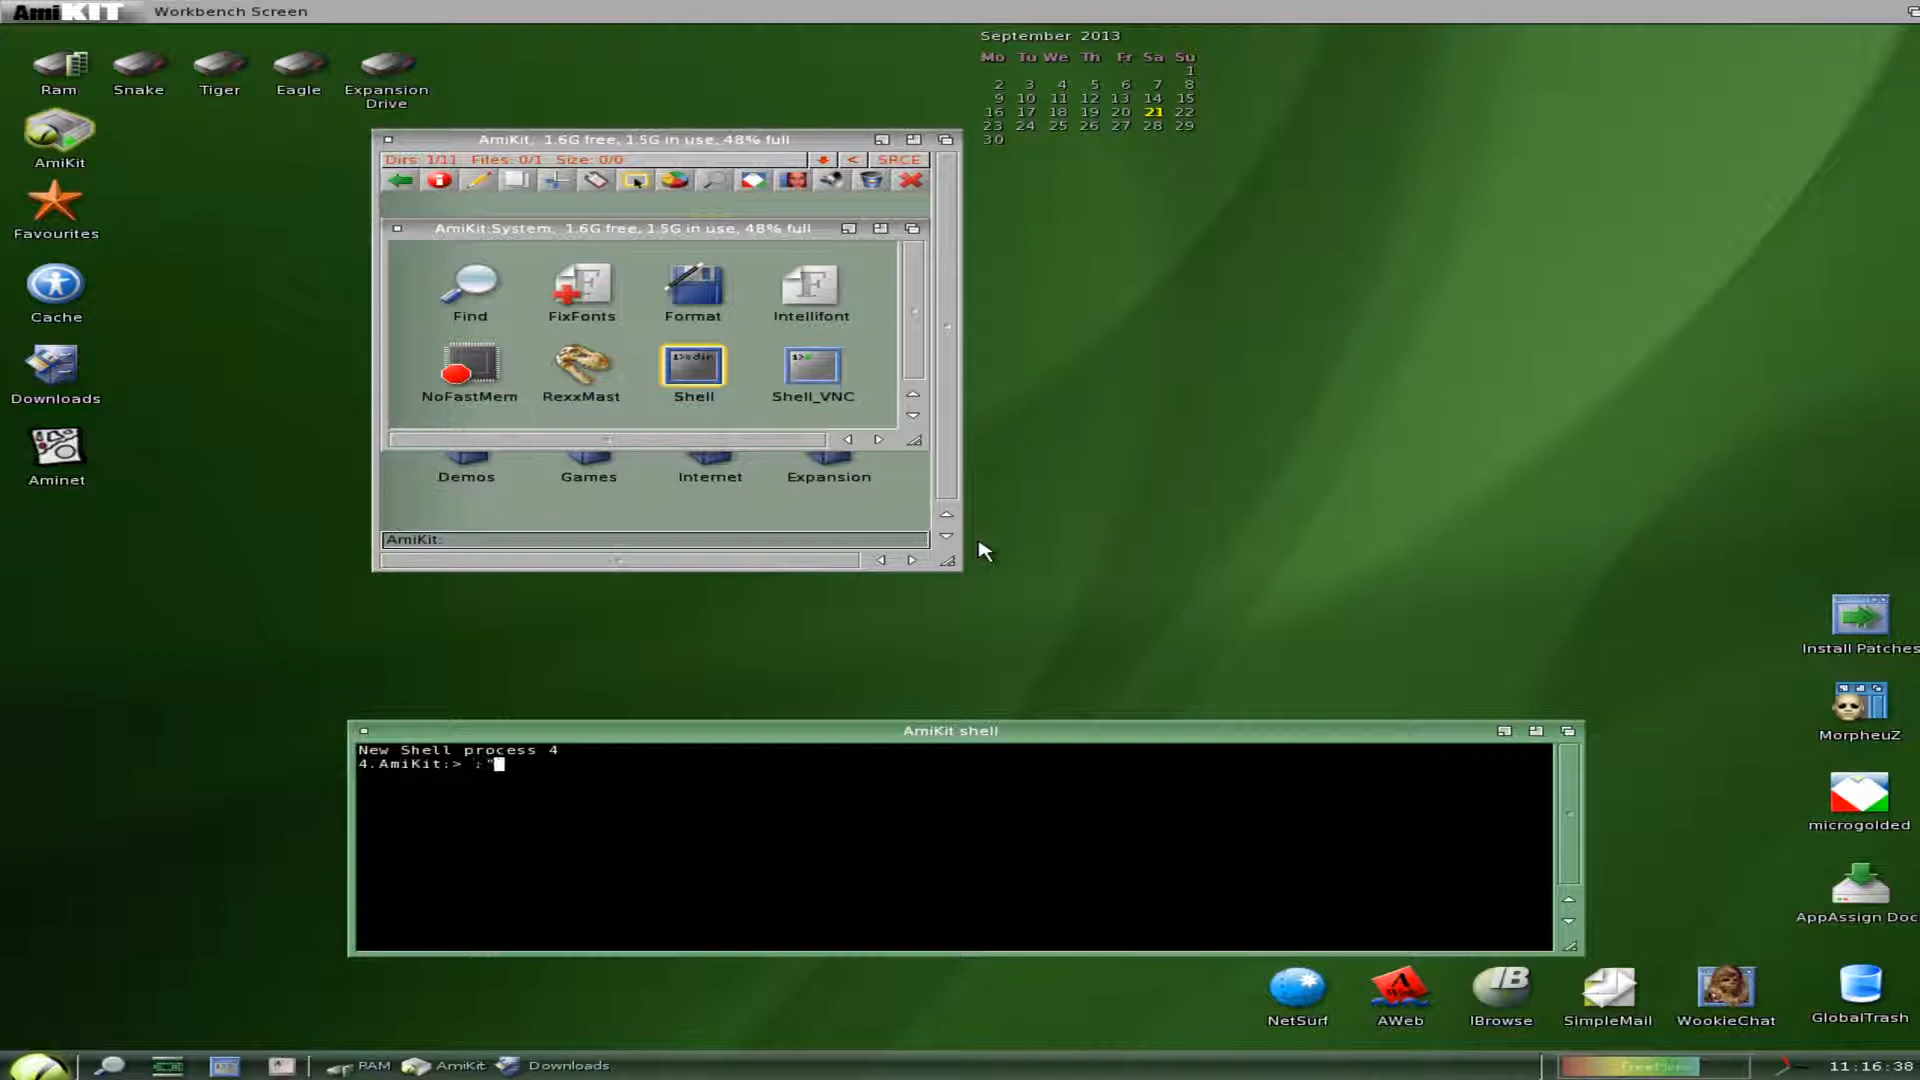 AmiKIT Workbench Screen
Ram
Snake
Tiger
Eagle
Expansion
Drive
AmiKit
Favourites
Cache
Downloads
Aminet
September 2013
Mo Tu We Th Fr Sa Su
1
2 3 4 5 6 7 8
9 10 11 12 13 14 15
16 17 18 19 20 21 22
23 24 25 26 27 28 29
30
AmiKit, 1.6G free, 1.5G in use, 48% full
Dirs: 1/11 Files: 0/1 Size: 0/0 < SRCE
AmiKit:System, 1.6G free, 1.5G in use, 48% full
Find
FixFonts
Format
Intellifont
NoFastMem
RexxMast
Shell
Shell_VNC
Demos
Games
Internet
Expansion
AmiKit:
AmiKit shell
New Shell process 4
4.AmiKit:>
Install Patches
MorpheuZ
microgolded
AppAssign Doc
NetSurf
AWeb
IBrowse
SimpleMail
WookieChat
GlobalTrash
RAM
AmiKit
Downloads
11:16:38